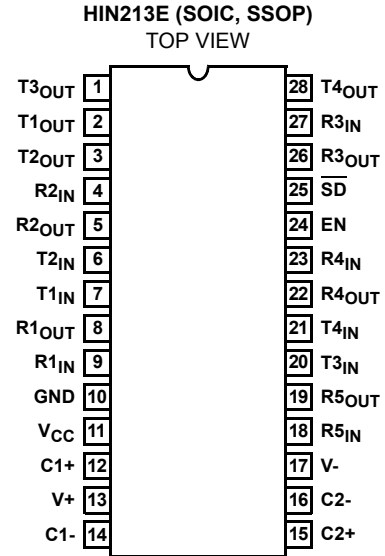 HIN213E (SOIC, SSOP)
TOP VIEW
T3OUT 1 28 T4OUT
T1OUT 2 27 R3IN
T2OUT 3 26 R3OUT
R2IN 4 25 S̅D̅
R2OUT 5 24 EN
T2IN 6 23 R4IN
T1IN 7 22 R4OUT
R1OUT 8 21 T4IN
R1IN 9 20 T3IN
GND 10 19 R5OUT
VCC 11 18 R5IN
C1+ 12 17 V-
V+ 13 16 C2-
C1- 14 15 C2+